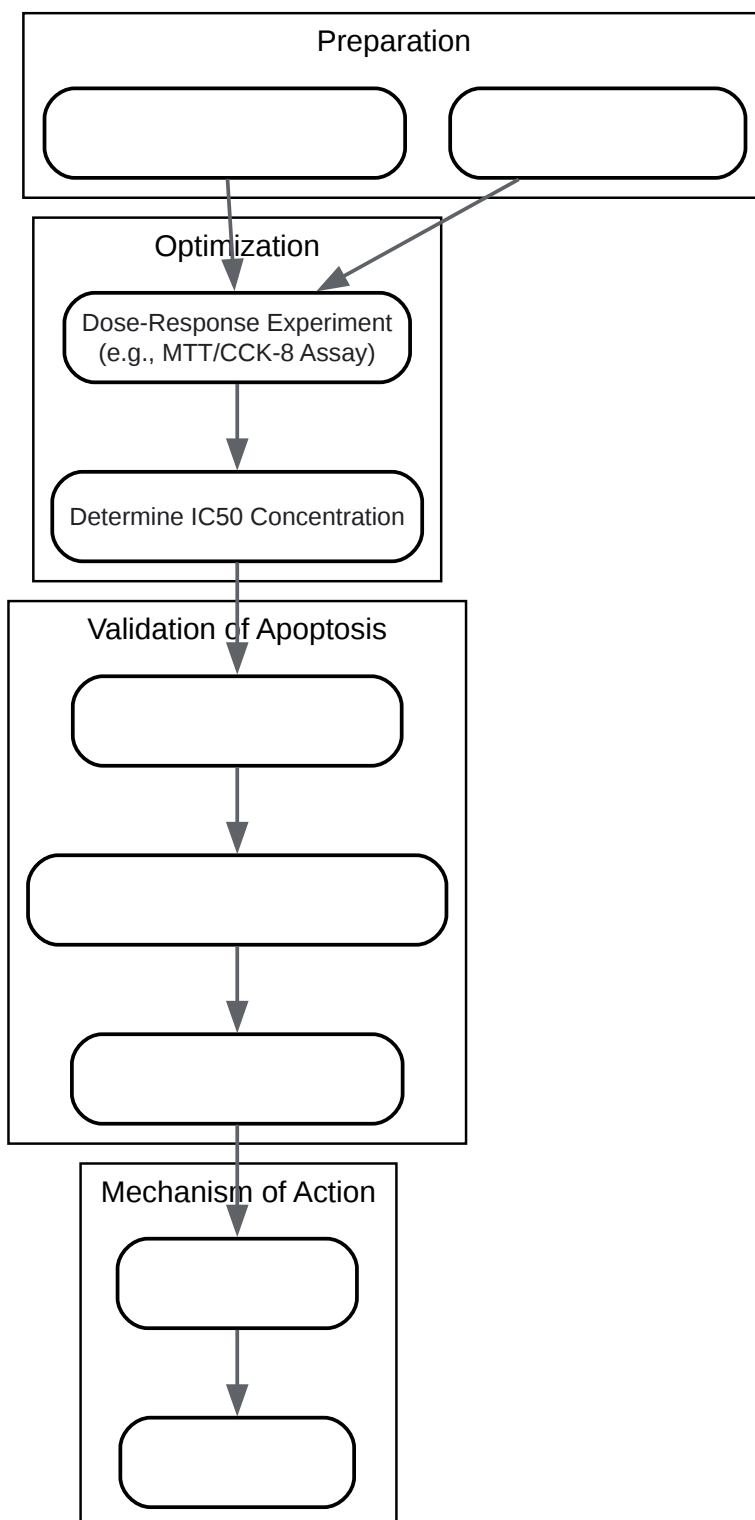 Preparation
Optimization
Dose-Response Experiment
(e.g., MTT/CCK-8 Assay)
Determine IC50 Concentration
Validation of Apoptosis
Mechanism of Action